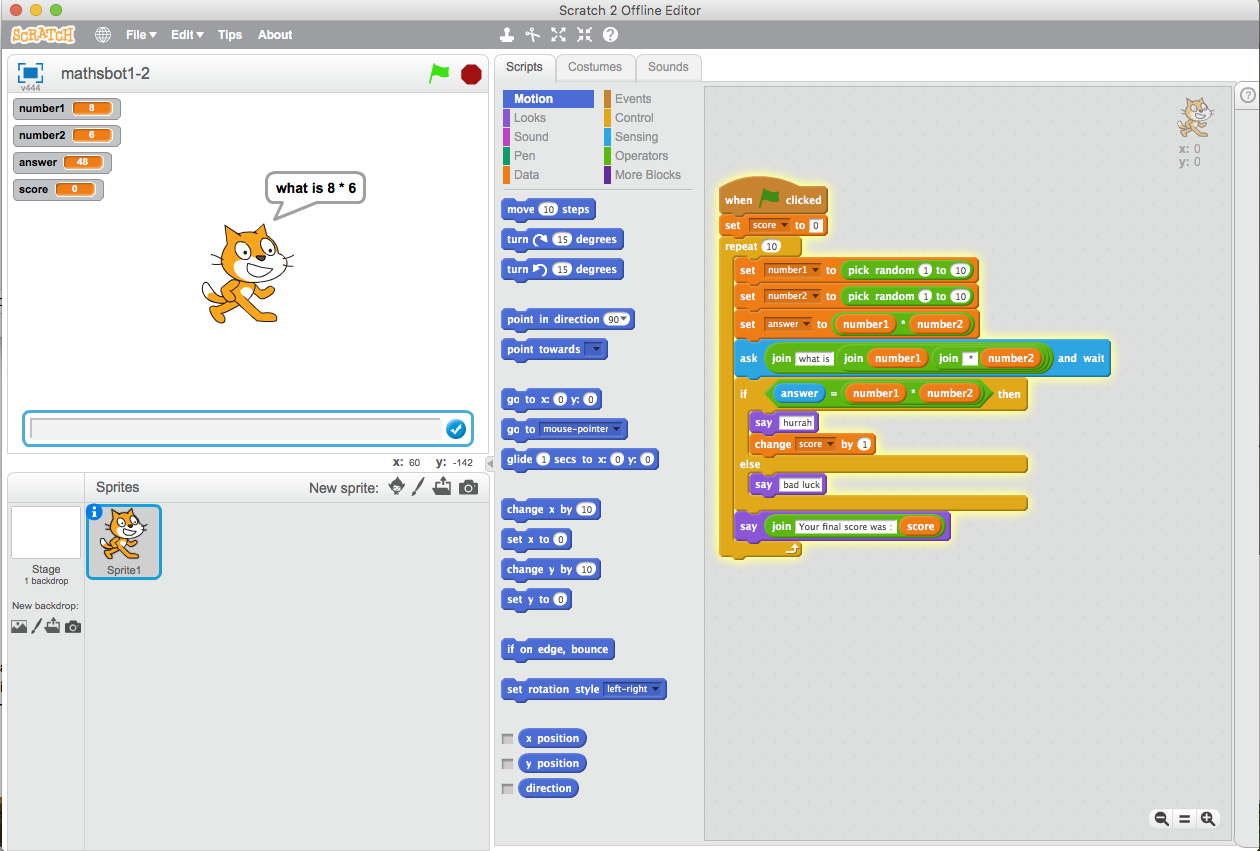 Scratch 2 Offline Editor
SCRATCH File Edit Tips About
v444
mathsbot1-2
number1 8
number2 6
answer 48
score 0
what is 8 * 6
x: 60 y: -142
Sprites New sprite:
Stage
1 backdrop
New backdrop:
Sprite1
Scripts Costumes Sounds
Motion Events
Looks Control
Sound Sensing
Pen Operators
Data More Blocks
move 10 steps
turn 15 degrees
turn 15 degrees
point in direction 90
point towards
go to x: 0 y: 0
go to mouse-pointer
glide 1 secs to x: 0 y: 0
change x by 10
set x to 0
change y by 10
set y to 0
if on edge, bounce
set rotation style left-right
x position
y position
direction
x: 0
y: 0
when clicked
set score to 0
repeat 10
set number1 to pick random 1 to 10
set number2 to pick random 1 to 10
set answer to number1 * number2
ask join what is join number1 join * number2 and wait
if answer = number1 * number2 then
say hurrah
change score by 1
else
say bad luck
say join Your final score was : score